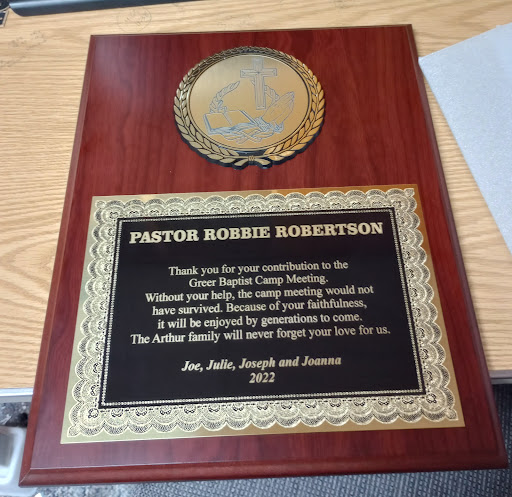 PASTOR ROBBIE ROBERTSON
Thank you for your contribution to the
Greer Baptist Camp Meeting.
Without your help, the camp meeting would not
have survived. Because of your faithfulness,
it will be enjoyed by generations to come.
The Arthur family will never forget your love for us.
Joe, Julie, Joseph and Joanna
2022